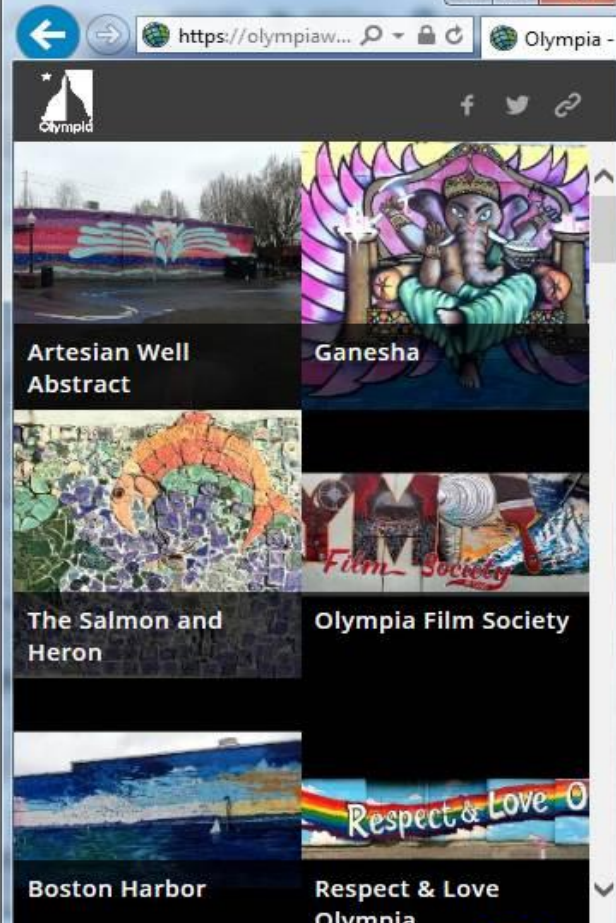 https://olympiaw...
Olympia -
Olympia
Artesian Well
Abstract
Ganesha
YM
Film Society
The Salmon and
Heron
Olympia Film Society
Respect & Love O
Boston Harbor
Respect & Love
Olympia